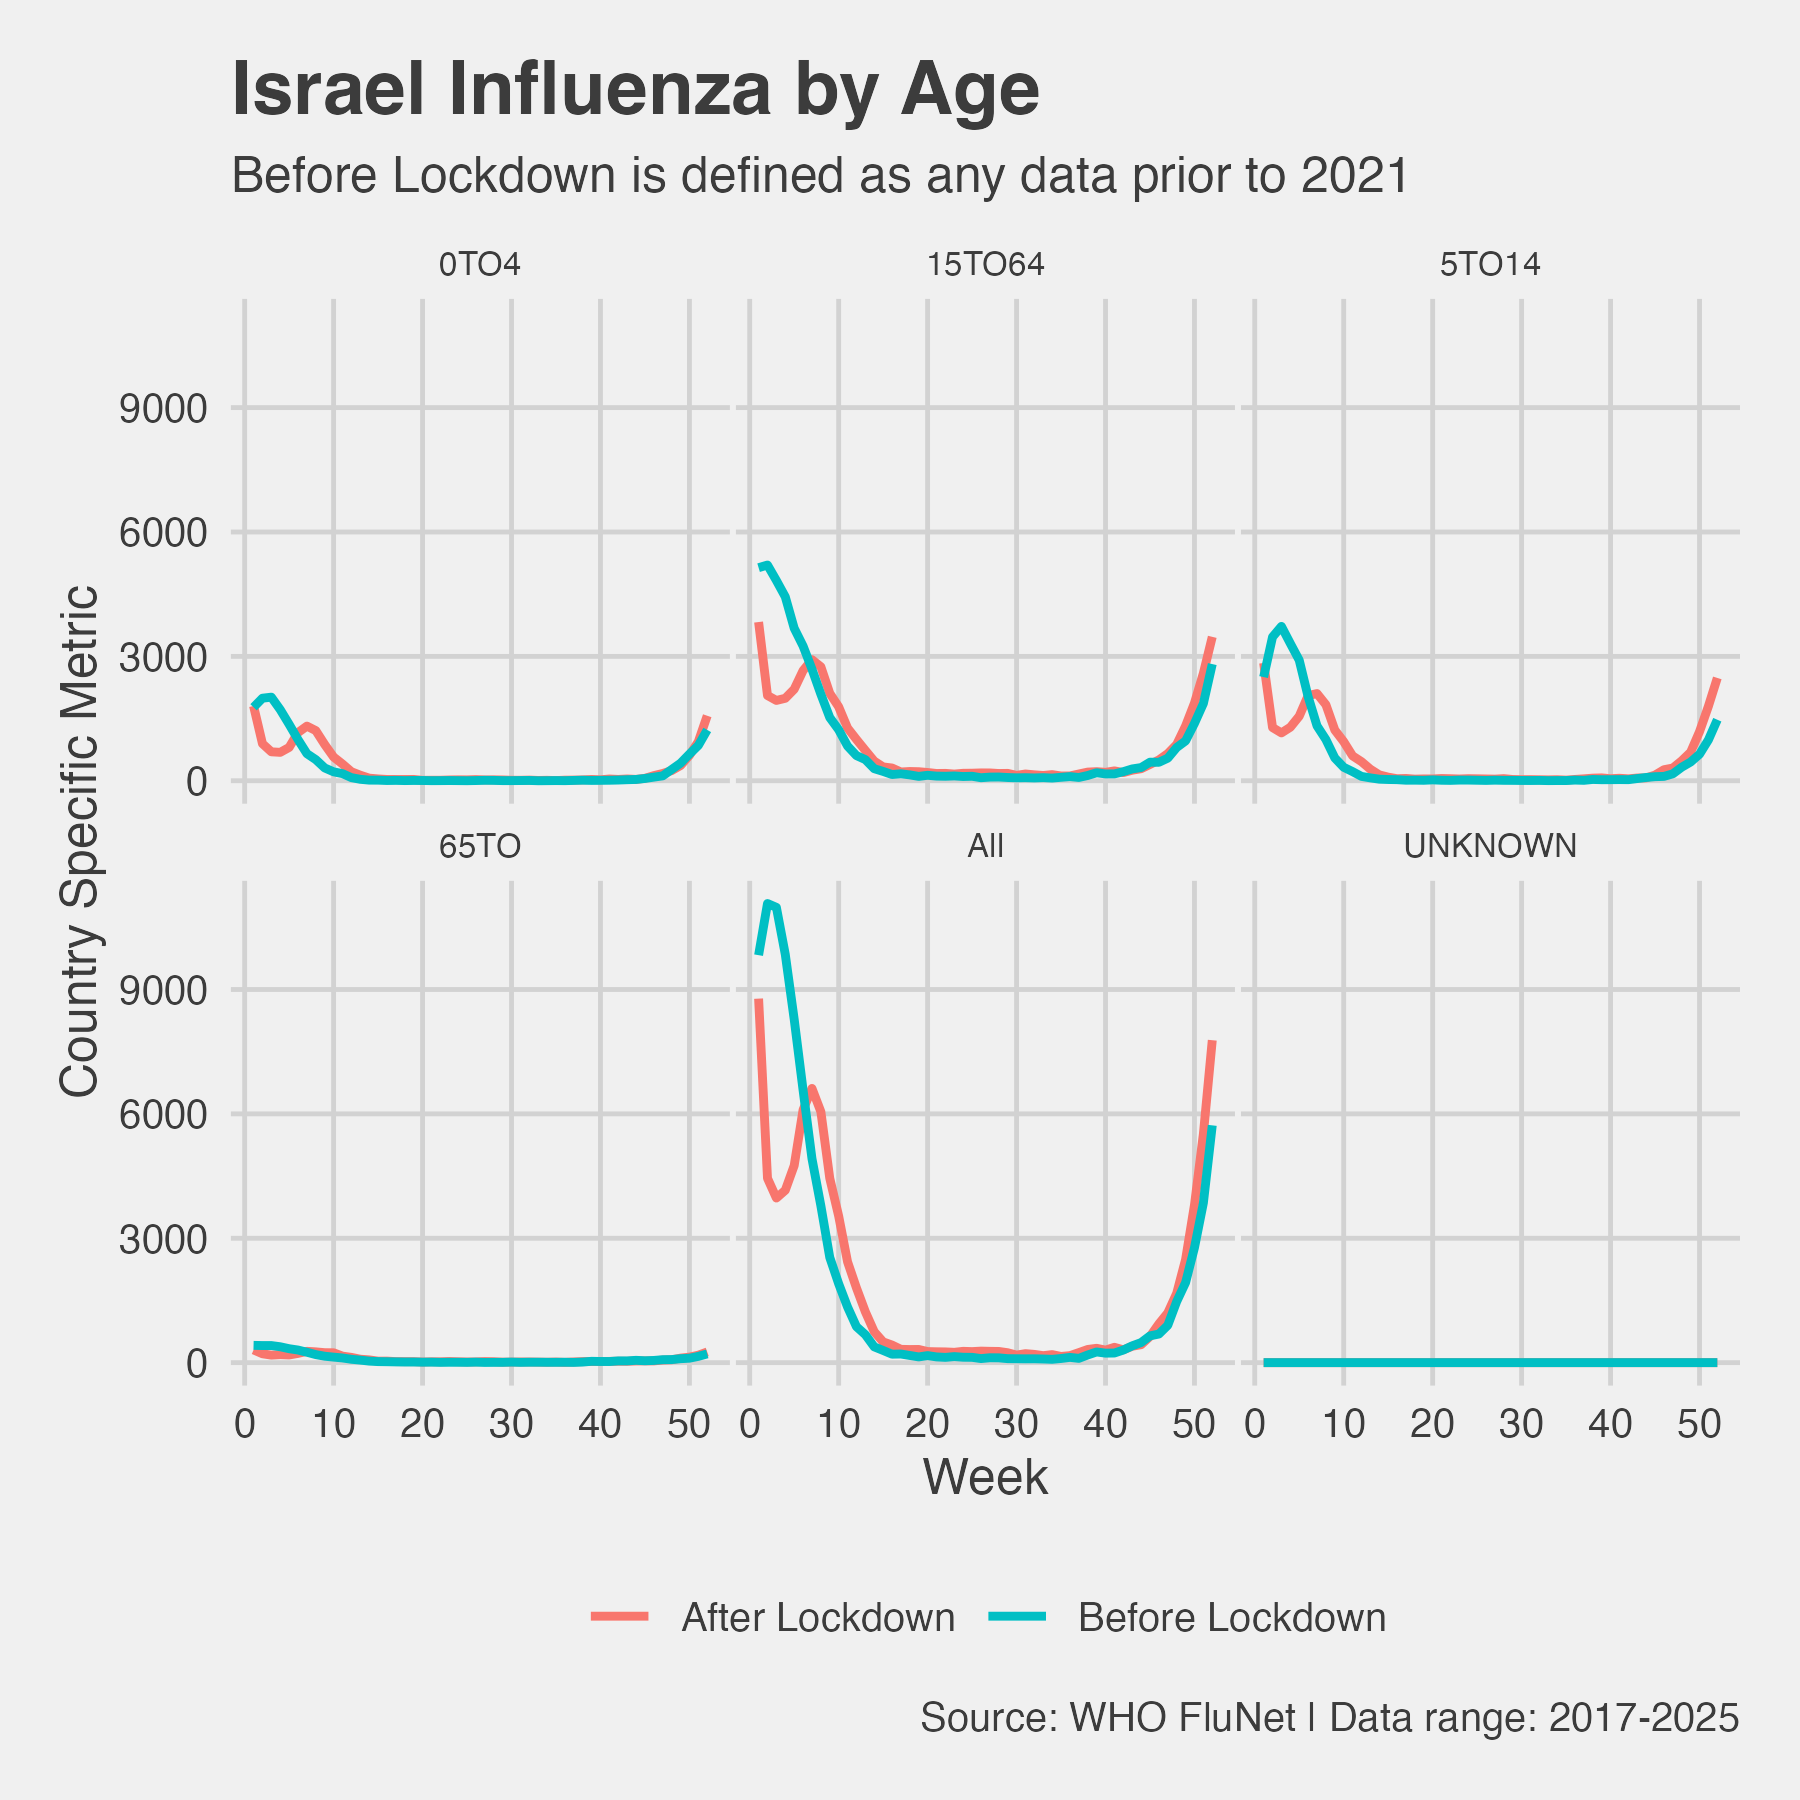 Israel Influenza by Age
Before Lockdown is defined as any data prior to 2021
0TO4 15TO64 5TO14
9000
6000
3000
0
Country Specific Metric
65TO All UNKNOWN
9000
6000
3000
0
0 10 20 30 40 50 0 10 20 30 40 50 0 10 20 30 40 50
Week
After Lockdown Before Lockdown
Source: WHO FluNet | Data range: 2017-2025